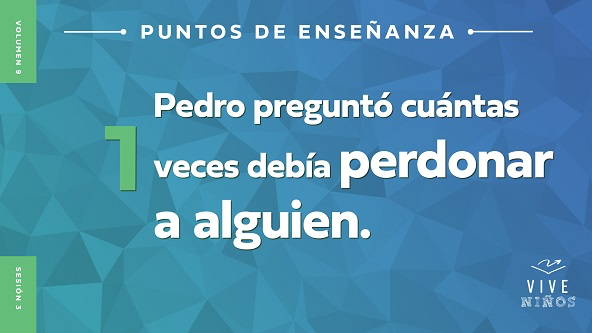 VOLUMEN 9
PUNTOS DE ENSEÑANZA
1
Pedro preguntó cuántas
veces debía perdonar
a alguien.
SESIÓN 3
VIVE
NIÑOS